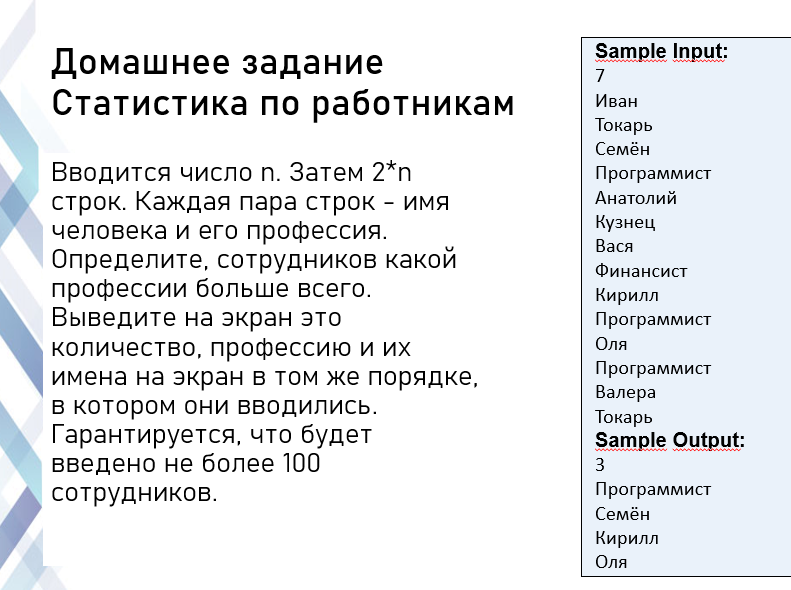 Домашнее задание
Статистика по работникам
Вводится число n. Затем 2*n
строк. Каждая пара строк - имя
человека и его профессия.
Определите, сотрудников какой
профессии больше всего.
Выведите на экран это
количество, профессию и их
имена на экран в том же порядке,
в котором они вводились.
Гарантируется, что будет
введено не более 100
сотрудников.
Sample Input:
7
Иван
Токарь
Семён
Программист
Анатолий
Кузнец
Вася
Финансист
Кирилл
Программист
Оля
Программист
Валера
Токарь
Sample Output:
3
Программист
Семён
Кирилл
Оля